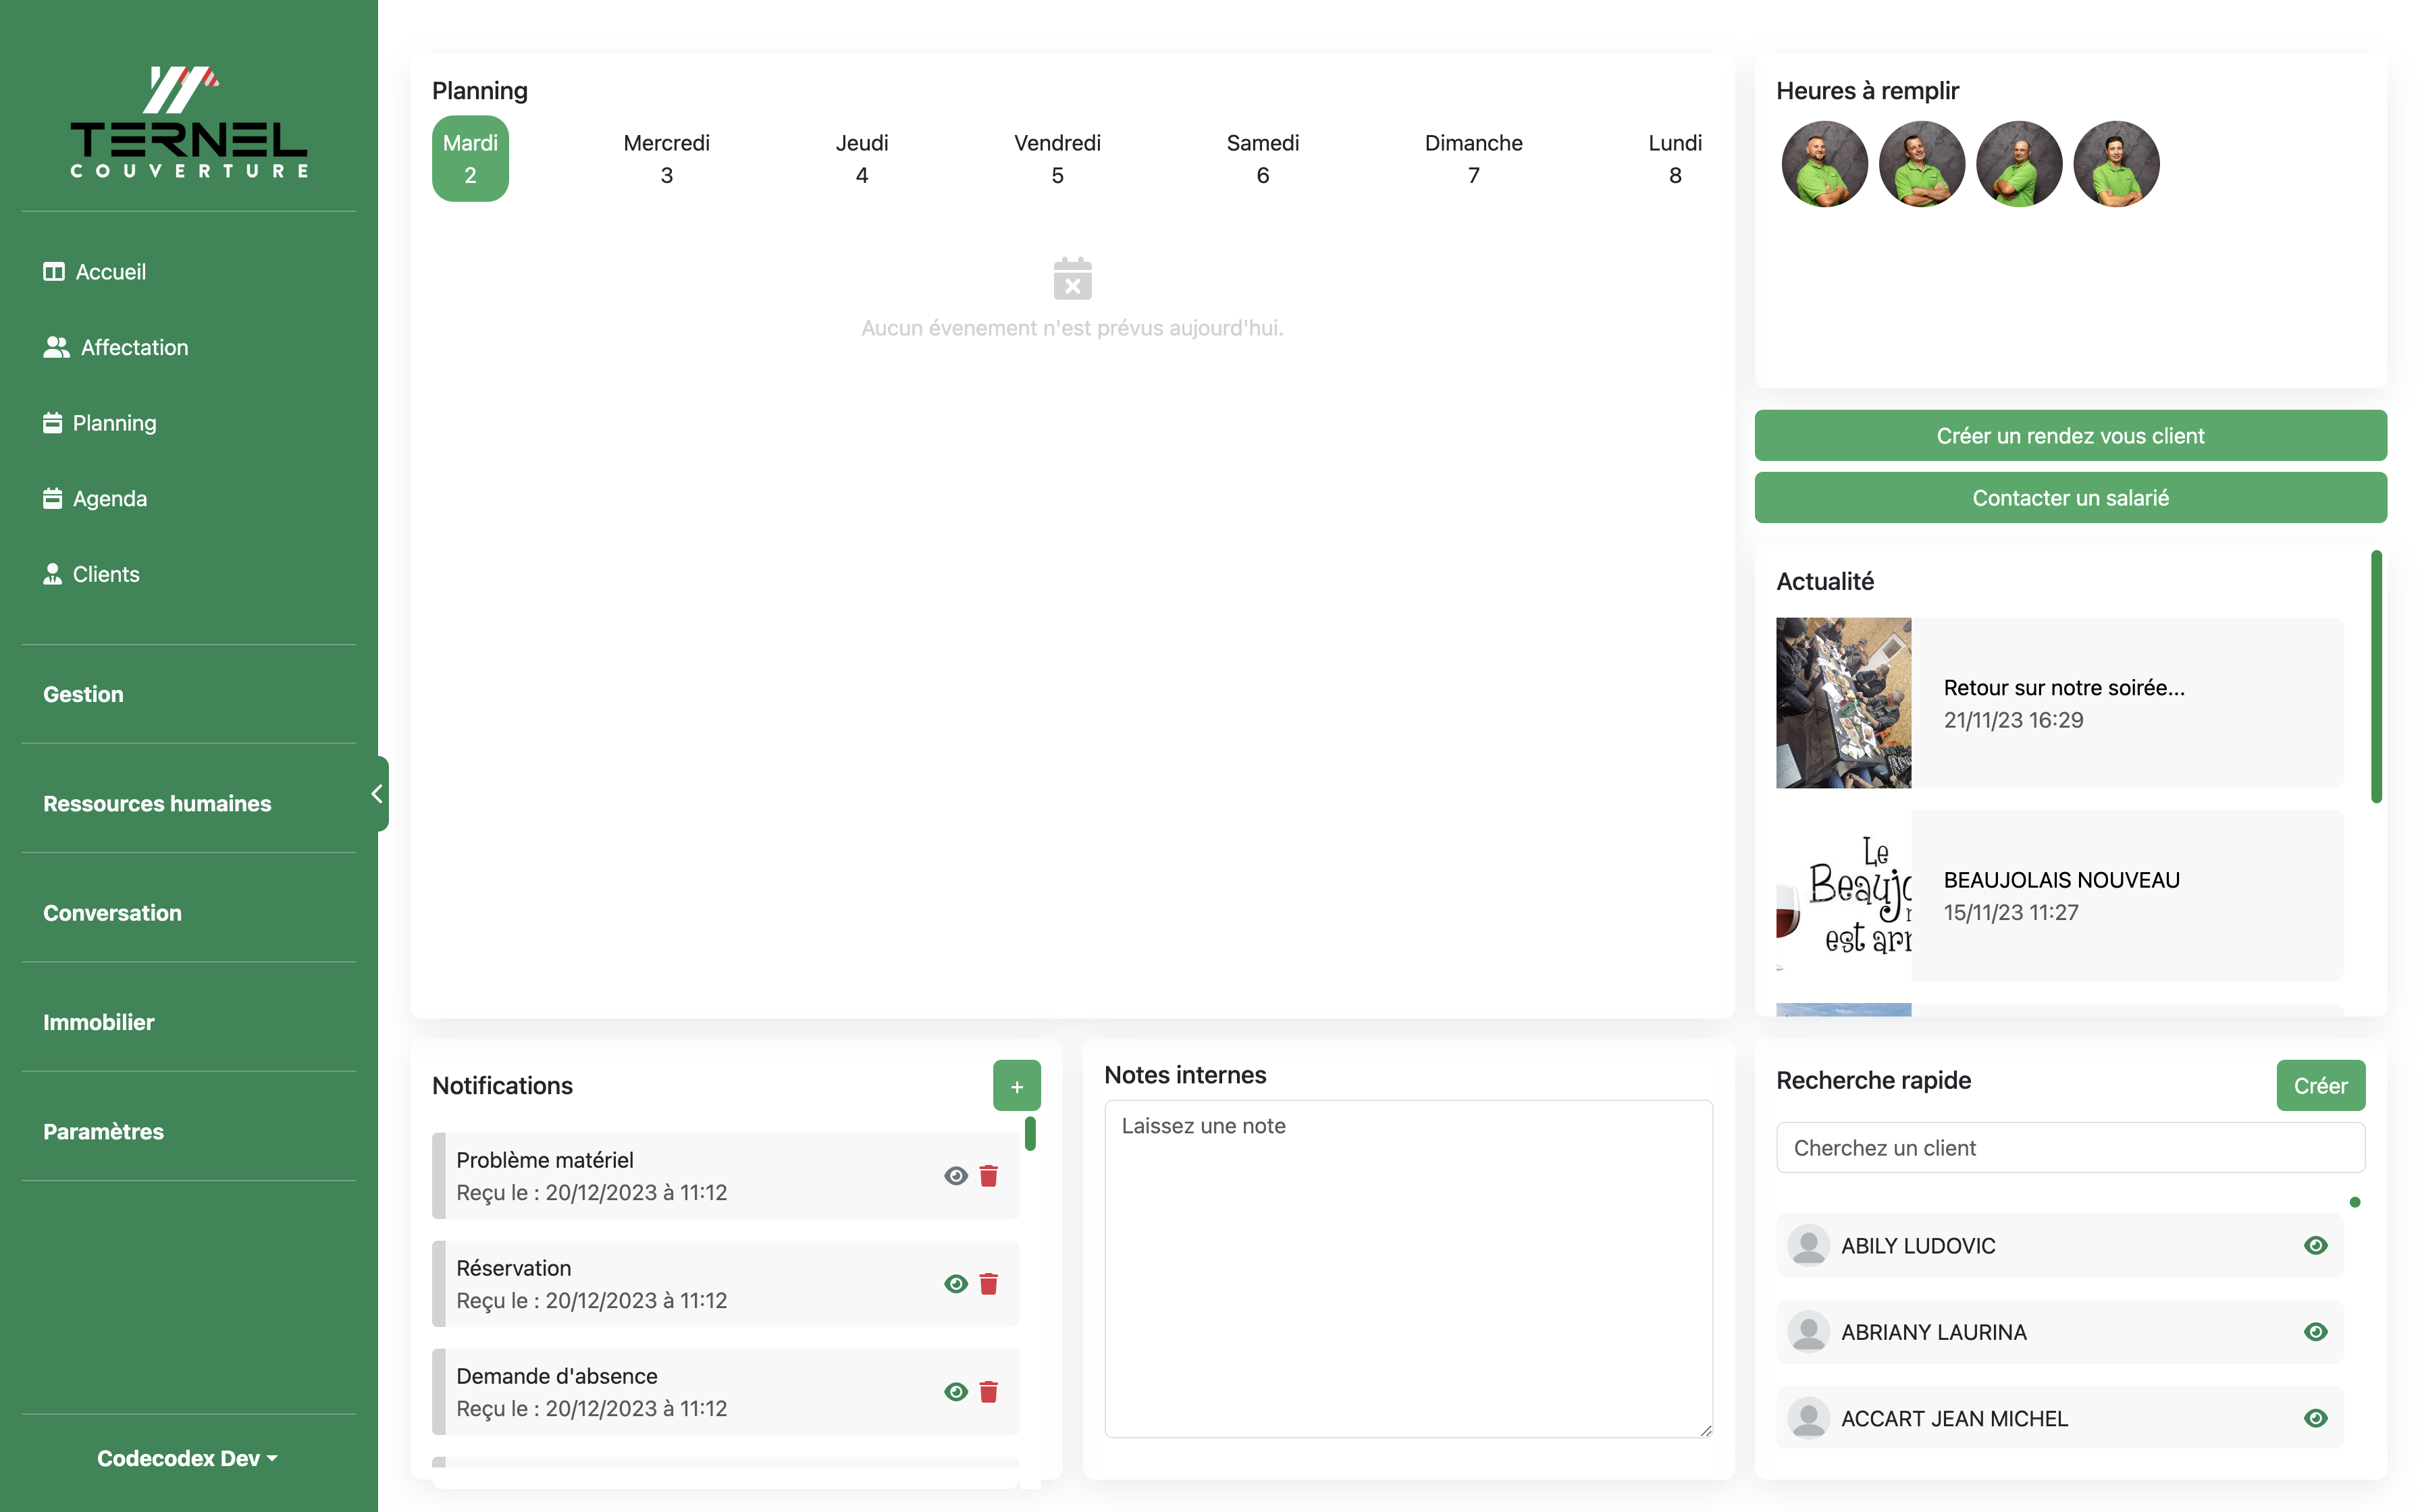 TERNEL
COUVERTURE
Accueil
Affectation
Planning
Agenda
Clients
Gestion
Ressources humaines
Conversation
Immobilier
Paramètres
Codecodex Dev
Planning
Mardi
2
Mercredi
3
Jeudi
4
Vendredi
5
Samedi
6
Dimanche
7
Lundi
8
Aucun évenement n'est prévus aujourd'hui.
Heures à remplir
Créer un rendez vous client
Contacter un salarié
Actualité
Retour sur notre soirée...
21/11/23 16:29
Le
Beaujo
est arr
BEAUJOLAIS NOUVEAU
15/11/23 11:27
Notifications
+
Problème matériel
Reçu le : 20/12/2023 à 11:12
Réservation
Reçu le : 20/12/2023 à 11:12
Demande d'absence
Reçu le : 20/12/2023 à 11:12
Notes internes
Laissez une note
Recherche rapide
Créer
Cherchez un client
ABILY LUDOVIC
ABRIANY LAURINA
ACCART JEAN MICHEL